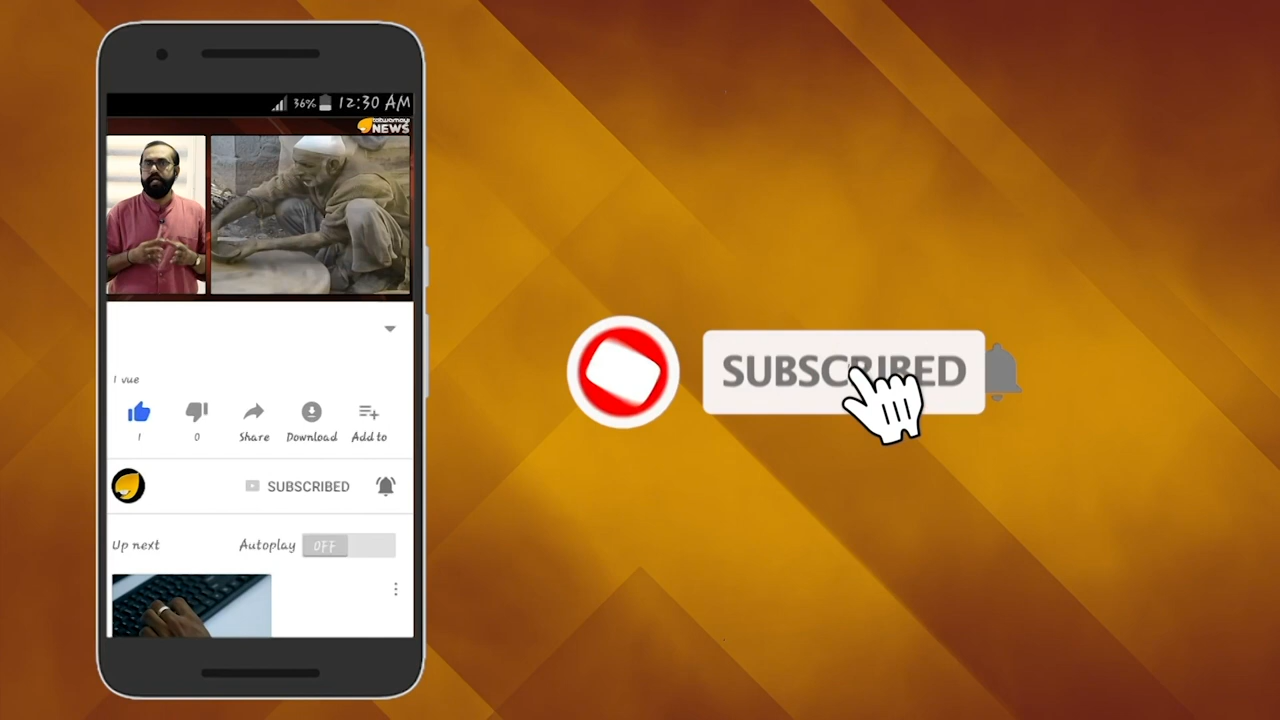 36% 12:30 AM
tatwamayi
NEWS
1 vue
1
0
Share
Download
Add to
SUBSCRIBED
Up next
Autoplay
OFF
SUBSCRIBED